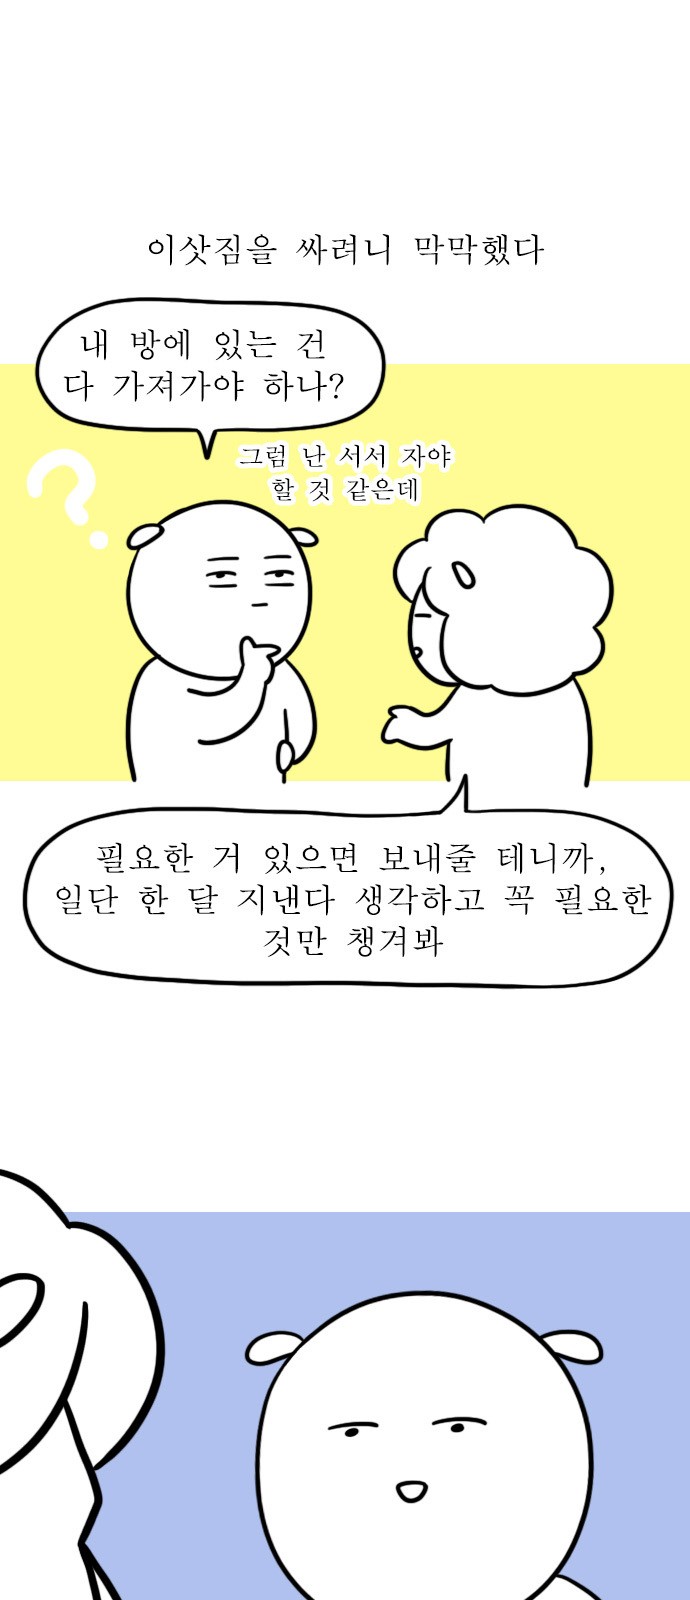 이삿짐을 싸려니 막막했다
내 방에 있는 건
다 가져가야 하나?
그럼 난 서서 자야
할 것 같은데
필요한 거 있으면 보내줄 테니까,
일단 한 달 지낸다 생각하고 꼭 필요한
것만 챙겨봐